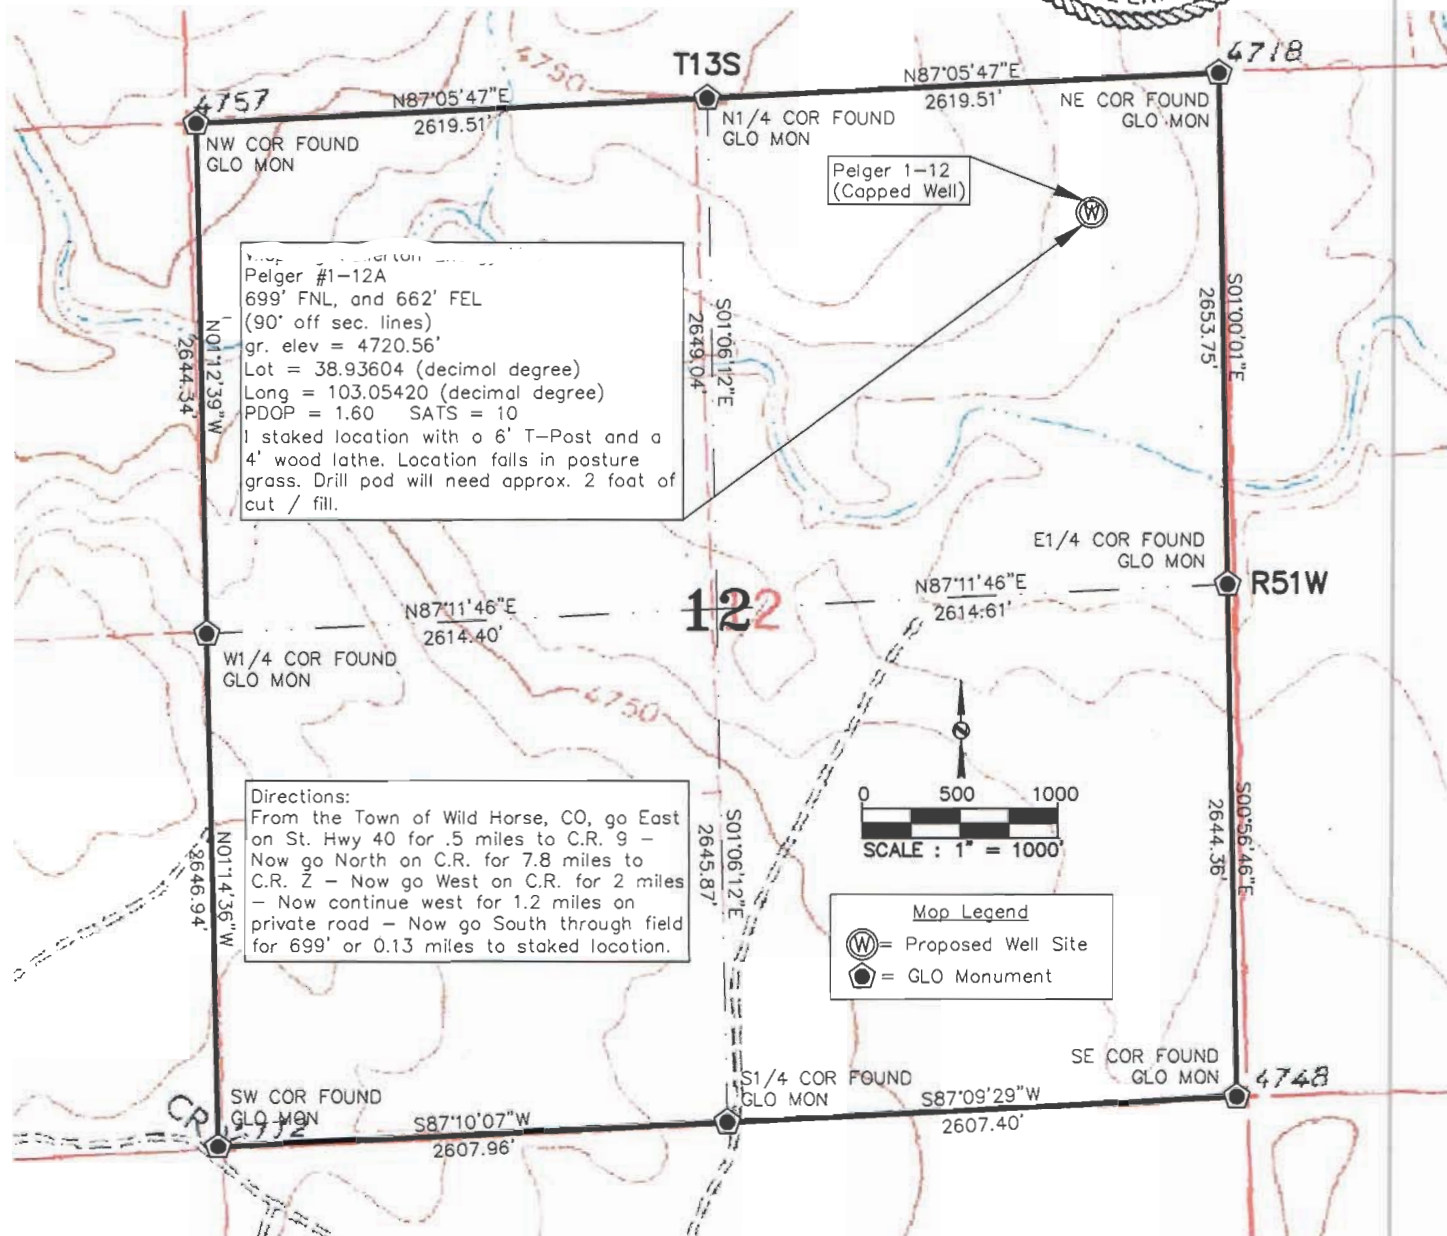 4718
T13S
4750
4757
N87°05'47"E
2619.51'
N87°05'47"E
2619.51'
NW COR FOUND
GLO MON
N1/4 COR FOUND
GLO MON
NE COR FOUND
GLO MON
Pelger 1-12
(Capped Well)
W
Pelger #1-12A
699' FNL, and 662' FEL
(90° off sec. lines)
gr. elev = 4720.56'
Lat = 38.93604 (decimal degree)
Long = 103.05420 (decimal degree)
PDOP = 1.60 SATS = 10
I staked location with a 6' T-Post and a
4' wood lathe. Location falls in pasture
grass. Drill pad will need approx. 2 foot of
cut / fill.
N01°12'39"W
2644.34'
S01°06'12"E
2649.04'
S01°00'01"E
2653.75'
E1/4 COR FOUND
GLO MON
R51W
N87°11'46"E
2614.40'
12
12
N87°11'46"E
2614.61'
W1/4 COR FOUND
GLO MON
4750
N
0 500 1000
SCALE : 1" = 1000'
Directions:
From the Town of Wild Horse, CO, go East
on St. Hwy 40 for .5 miles to C.R. 9 -
Now go North on C.R. for 7.8 miles to
C.R. Z - Now go West on C.R. for 2 miles
- Now continue west for 1.2 miles on
private road - Now go South through field
for 699' or 0.13 miles to staked location.
N01°14'36"W
2646.94'
S01°06'12"E
2645.87'
S00°56'46"E
2644.36'
Map Legend
W = Proposed Well Site
= GLO Monument
SW COR FOUND
GLO MON
CR
S1/4 COR FOUND
GLO MON
SE COR FOUND
GLO MON
4748
S87°10'07"W
2607.96'
S87°09'29"W
2607.40'